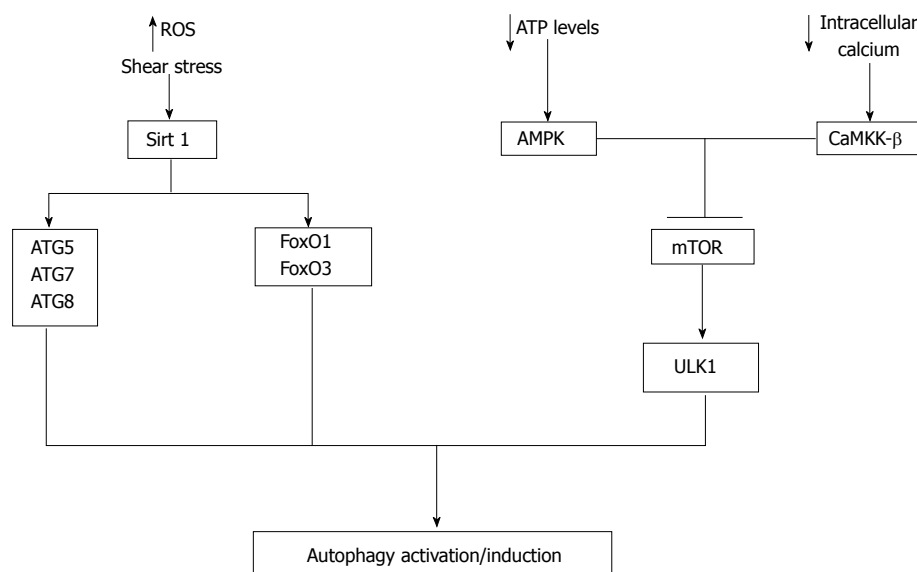 ROS
Shear stress
Sirt 1
ATG5
ATG7
ATG8
FoxO1
FoxO3
ATP levels
AMPK
Intracellular
calcium
CaMKK-β
mTOR
ULK1
Autophagy activation/induction